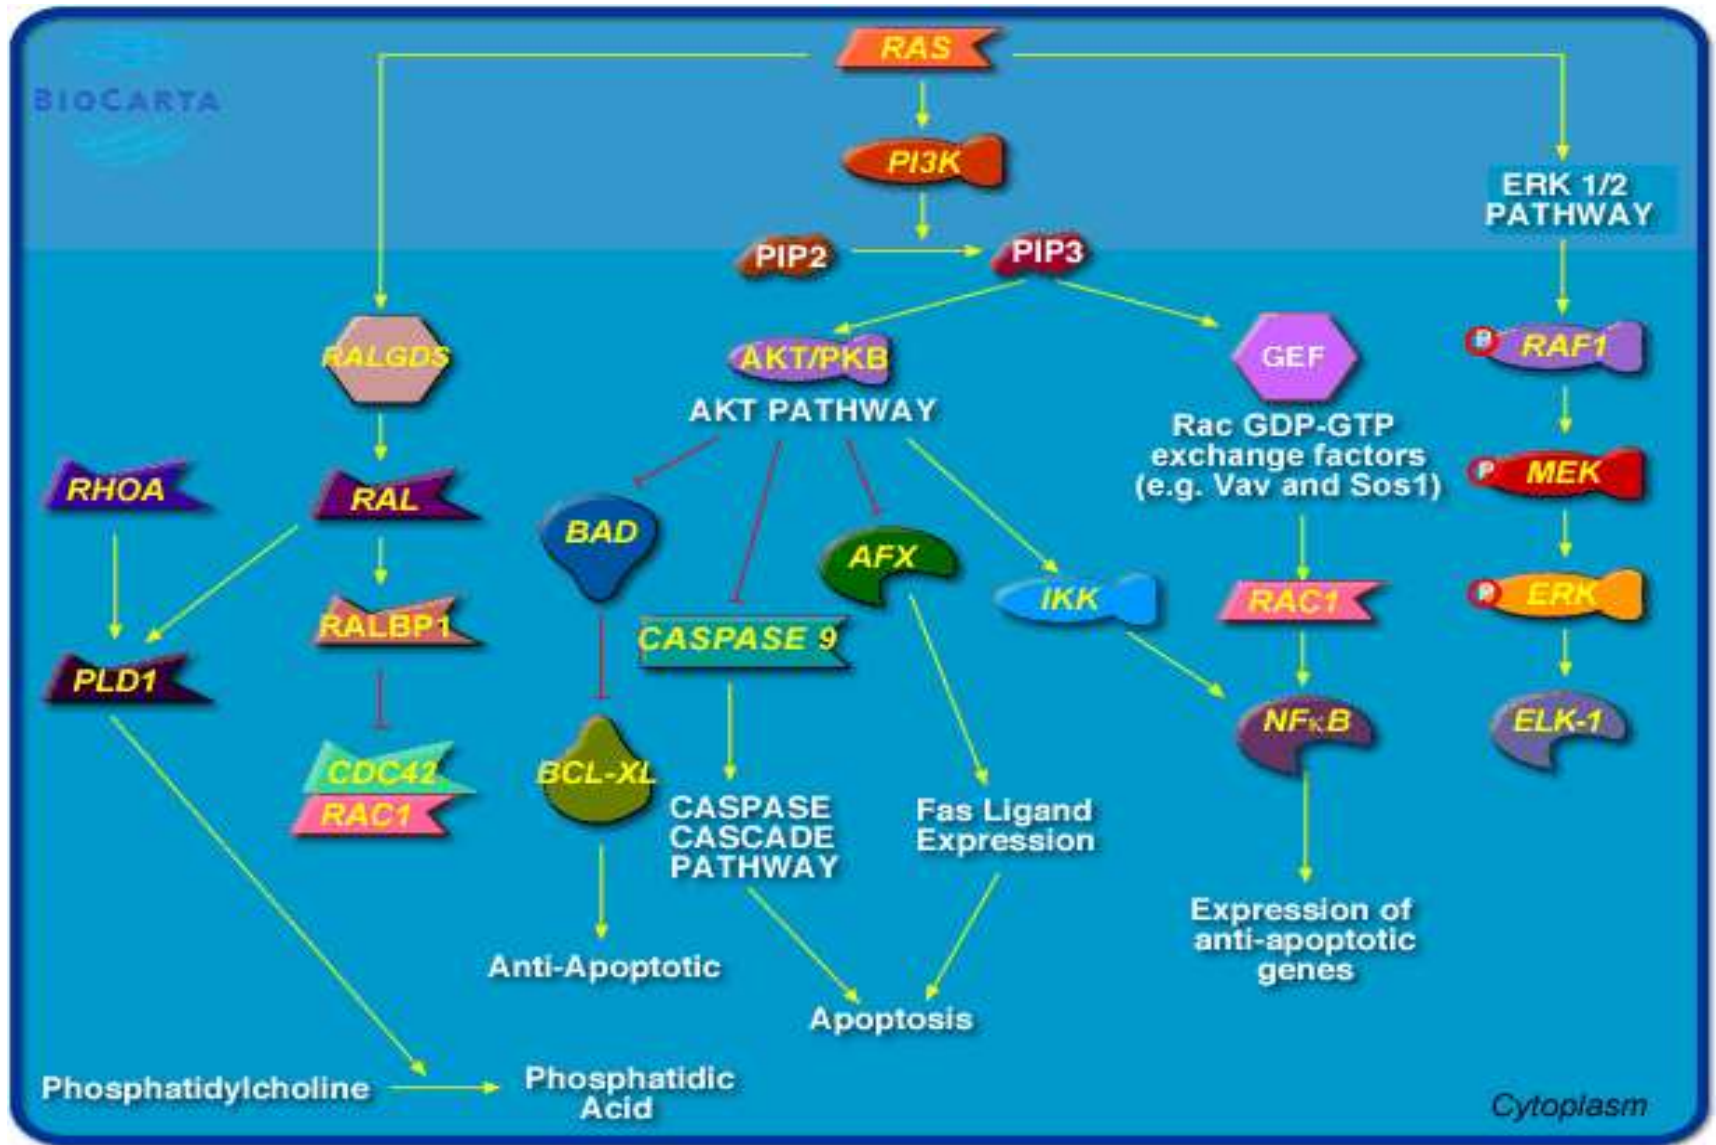 RAS
BIOCARTA
PI3K
ERK 1/2
PATHWAY
PIP2
PIP3
RALGDS
AKT/PKB
GEF
P
RAF1
AKT PATHWAY
Rac GDP-GTP
exchange factors
(e.g. Vav and Sos1)
RHOA
RAL
P
MEK
BAD
AFX
IKK
RAC1
P
ERK
RALBP1
CASPASE 9
PLD1
NFκB
ELK-1
CDC42
RAC1
BCL-XL
CASPASE
CASCADE
PATHWAY
Fas Ligand
Expression
Expression of
anti-apoptotic
genes
Anti-Apoptotic
Apoptosis
Phosphatidylcholine
Phosphatidic
Acid
Cytoplasm